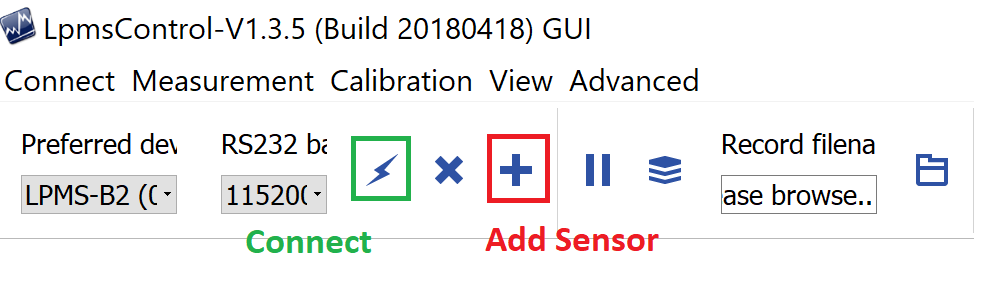 LpmsControl-V1.3.5 (Build 20180418) GUI
Connect Measurement Calibration View Advanced
Preferred dev RS232 ba Record filena
LPMS-B2 (( 115200 ase browse..
Connect Add Sensor